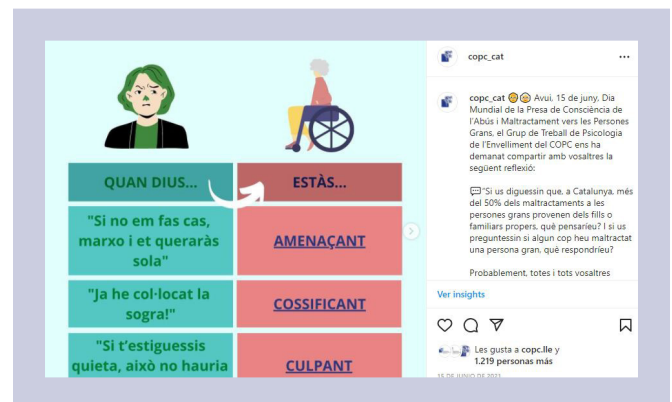 QUAN DIUS...
ESTÀS...
"Si no em fas cas,
marxo i et queraràs
sola"
AMENAÇANT
"Ja he col·locat la
sogra!"
COSSIFICANT
"Si t'estiguessis
quieta, això no hauria
CULPANT
copc_cat
copc_cat Avui, 15 de juny, Dia
Mundial de la Presa de Consciència de
l'Abús i Maltractament vers les Persones
Grans, el Grup de Treball de Psicologia
de l'Envelliment del COPC ens ha
demanat compartir amb vosaltres la
següent reflexió:
"Si us diguessin que, a Catalunya, més
del 50% dels maltractaments a les
persones grans provenen dels fills o
familiars propers, què pensaríeu? I si us
preguntessin si algun cop heu maltractat
una persona gran, què respondríeu?
Probablement, totes i tots vosaltres
Ver insights
Les gusta a copc.lle y
1.219 personas más
15 DE JUNIO DE 2021